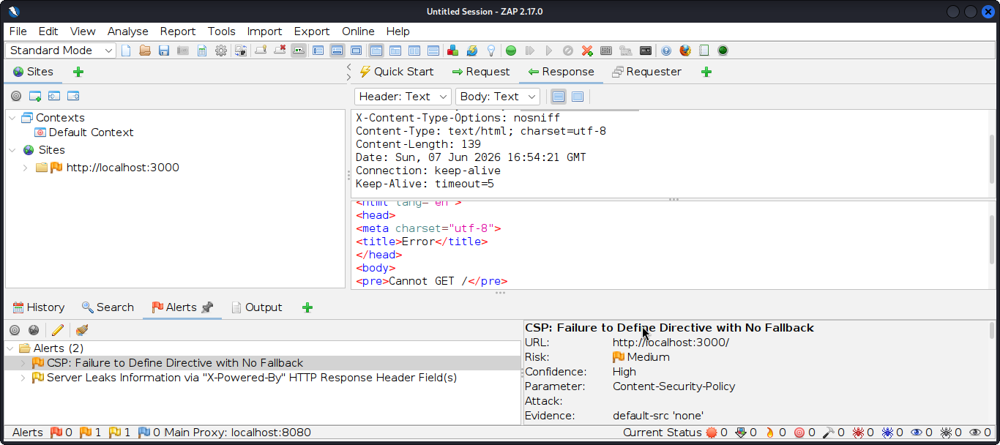 Untitled Session - ZAP 2.17.0
File Edit View Analyse Report Tools Import Export Online Help
Standard Mode
Sites
Quick Start Request Response Requester
Header: Text Body: Text
Contexts
Default Context
Sites
http://localhost:3000
X-Content-Type-Options: nosniff
Content-Type: text/html; charset=utf-8
Content-Length: 139
Date: Sun, 07 Jun 2026 16:54:21 GMT
Connection: keep-alive
Keep-Alive: timeout=5
<html lang="en">
<head>
<meta charset="utf-8">
<title>Error</title>
</head>
<body>
<pre>Cannot GET /</pre>
History Search Alerts Output
Alerts (2)
CSP: Failure to Define Directive with No Fallback
Server Leaks Information via "X-Powered-By" HTTP Response Header Field(s)
CSP: Failure to Define Directive with No Fallback
URL: http://localhost:3000/
Risk: Medium
Confidence: High
Parameter: Content-Security-Policy
Attack:
Evidence: default-src 'none'
Alerts 0 1 1 0 Main Proxy: localhost:8080
Current Status 0 0 0 0 0 0 0 0 0 0